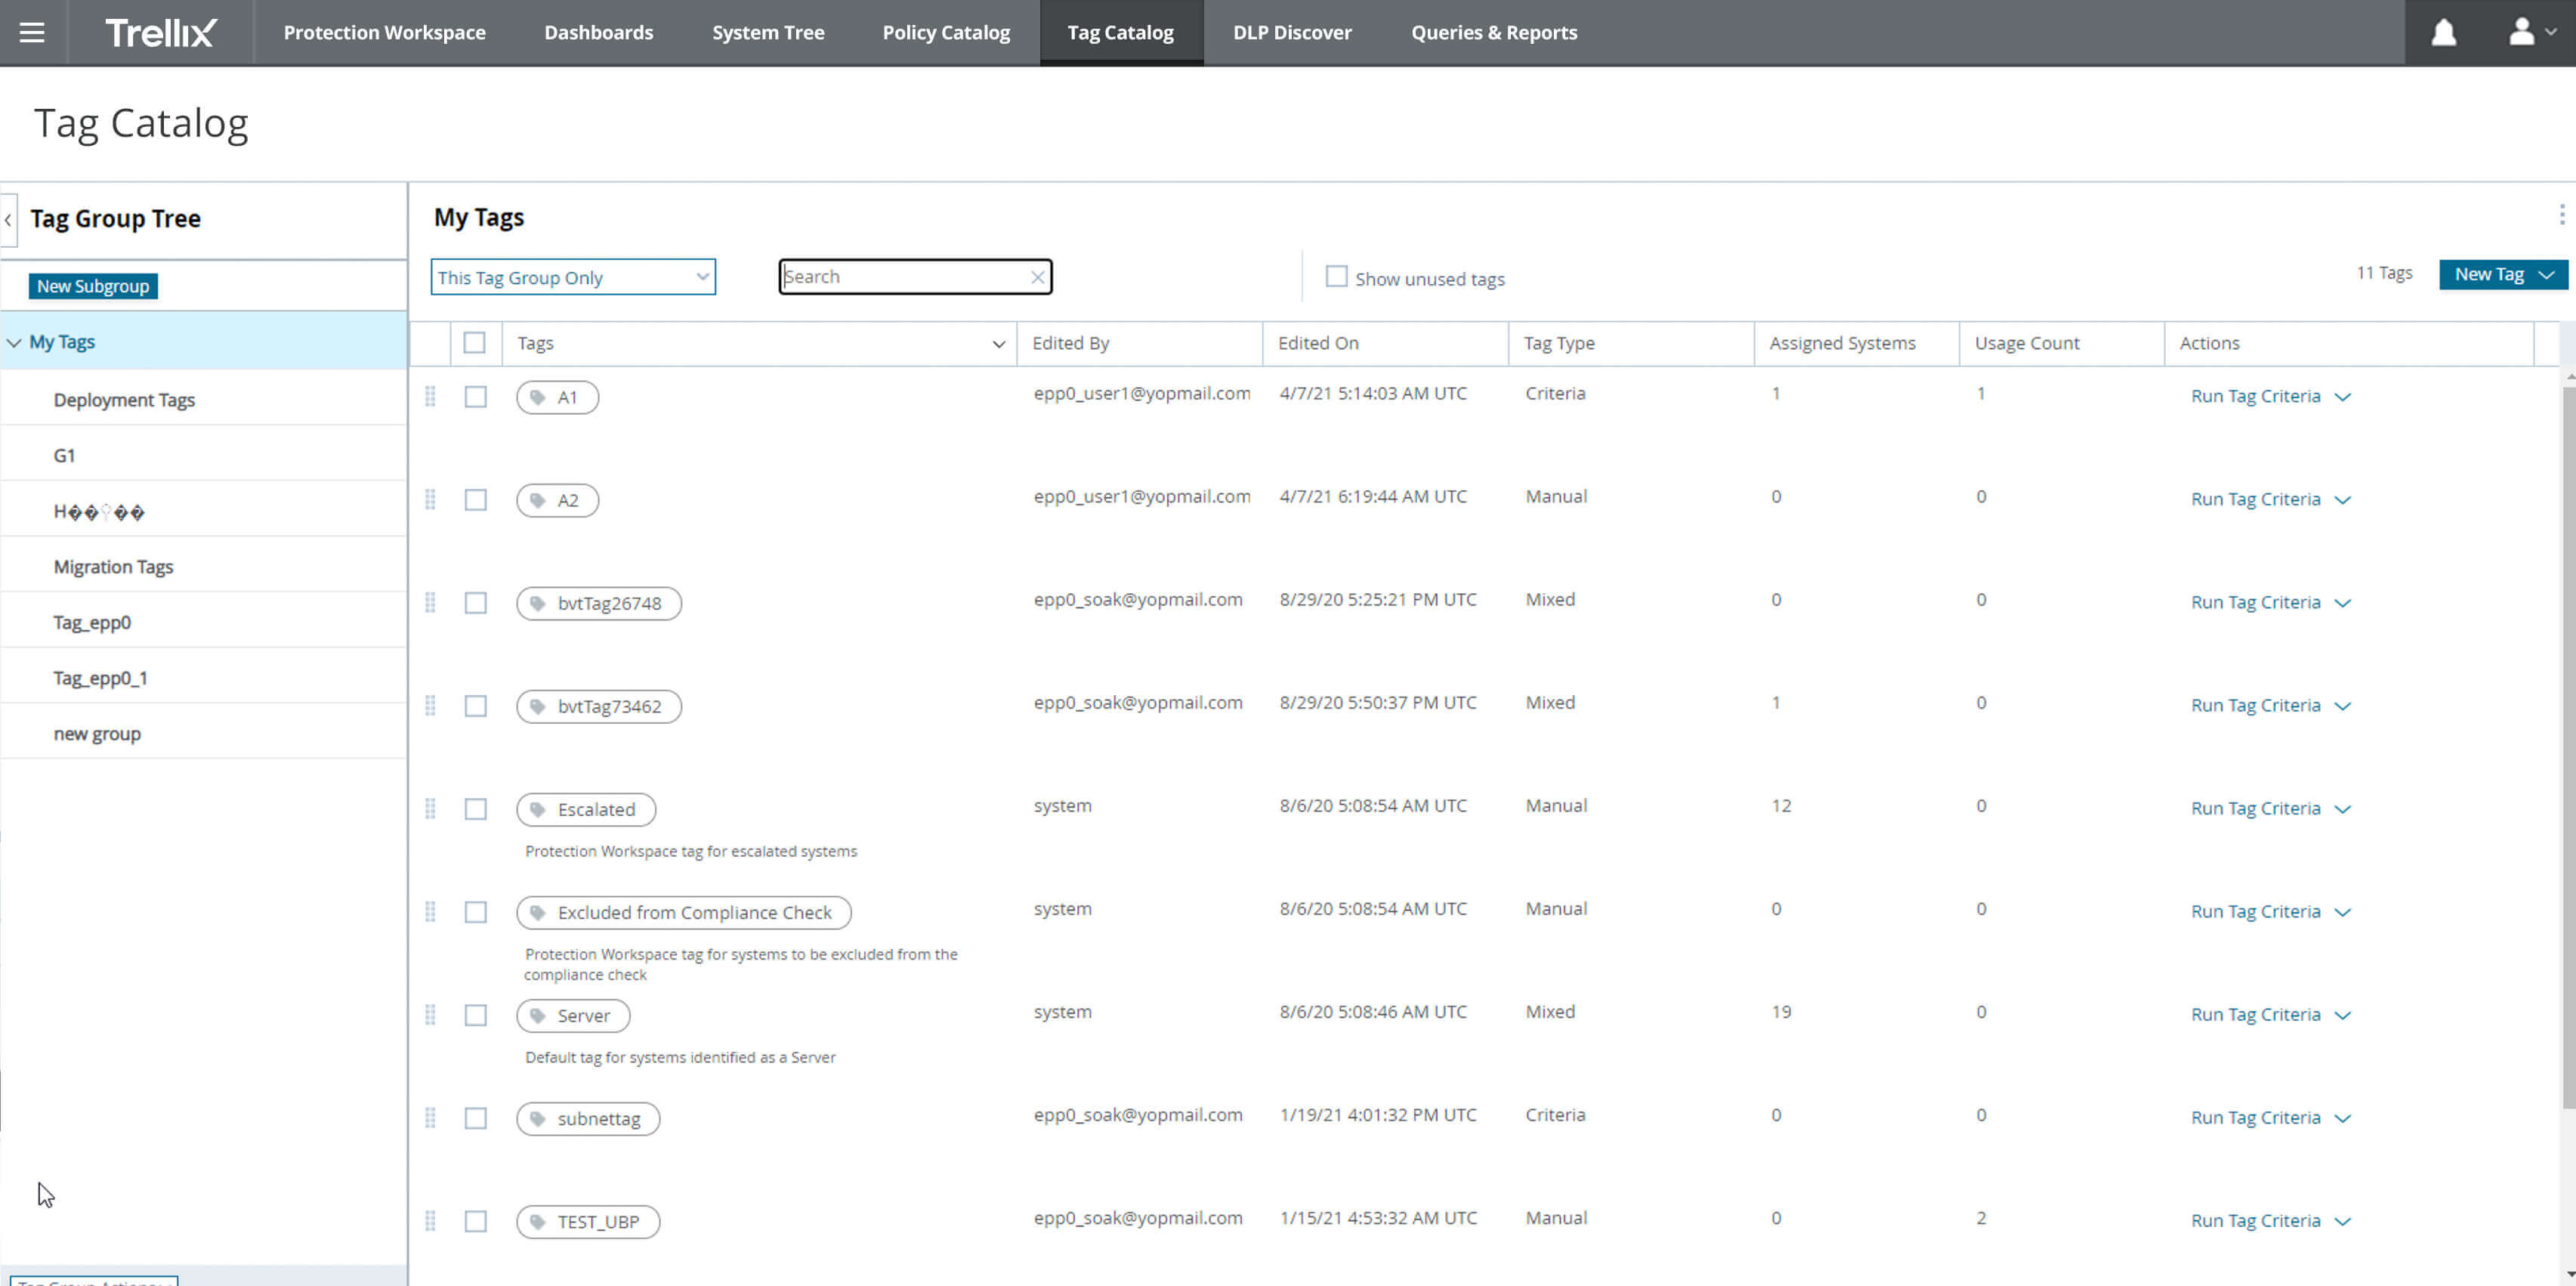 Trellix Protection Workspace Dashboards System Tree Policy Catalog Tag Catalog DLP Discover Queries & Reports
Tag Catalog
Tag Group Tree
New Subgroup
My Tags
Deployment Tags
G1
H��़��
Migration Tags
Tag_epp0
Tag_epp0_1
new group
My Tags
This Tag Group Only Search Show unused tags 11 Tags New Tag
Tags Edited By Edited On Tag Type Assigned Systems Usage Count Actions
A1 epp0_user1@yopmail.com 4/7/21 5:14:03 AM UTC Criteria 1 1 Run Tag Criteria
A2 epp0_user1@yopmail.com 4/7/21 6:19:44 AM UTC Manual 0 0 Run Tag Criteria
bvtTag26748 epp0_soak@yopmail.com 8/29/20 5:25:21 PM UTC Mixed 0 0 Run Tag Criteria
bvtTag73462 epp0_soak@yopmail.com 8/29/20 5:50:37 PM UTC Mixed 1 0 Run Tag Criteria
Escalated system 8/6/20 5:08:54 AM UTC Manual 12 0 Run Tag Criteria
Protection Workspace tag for escalated systems
Excluded from Compliance Check system 8/6/20 5:08:54 AM UTC Manual 0 0 Run Tag Criteria
Protection Workspace tag for systems to be excluded from the
compliance check
Server system 8/6/20 5:08:46 AM UTC Mixed 19 0 Run Tag Criteria
Default tag for systems identified as a Server
subnettag epp0_soak@yopmail.com 1/19/21 4:01:32 PM UTC Criteria 0 0 Run Tag Criteria
TEST_UBP epp0_soak@yopmail.com 1/15/21 4:53:32 AM UTC Manual 0 2 Run Tag Criteria
Tag Group Actions